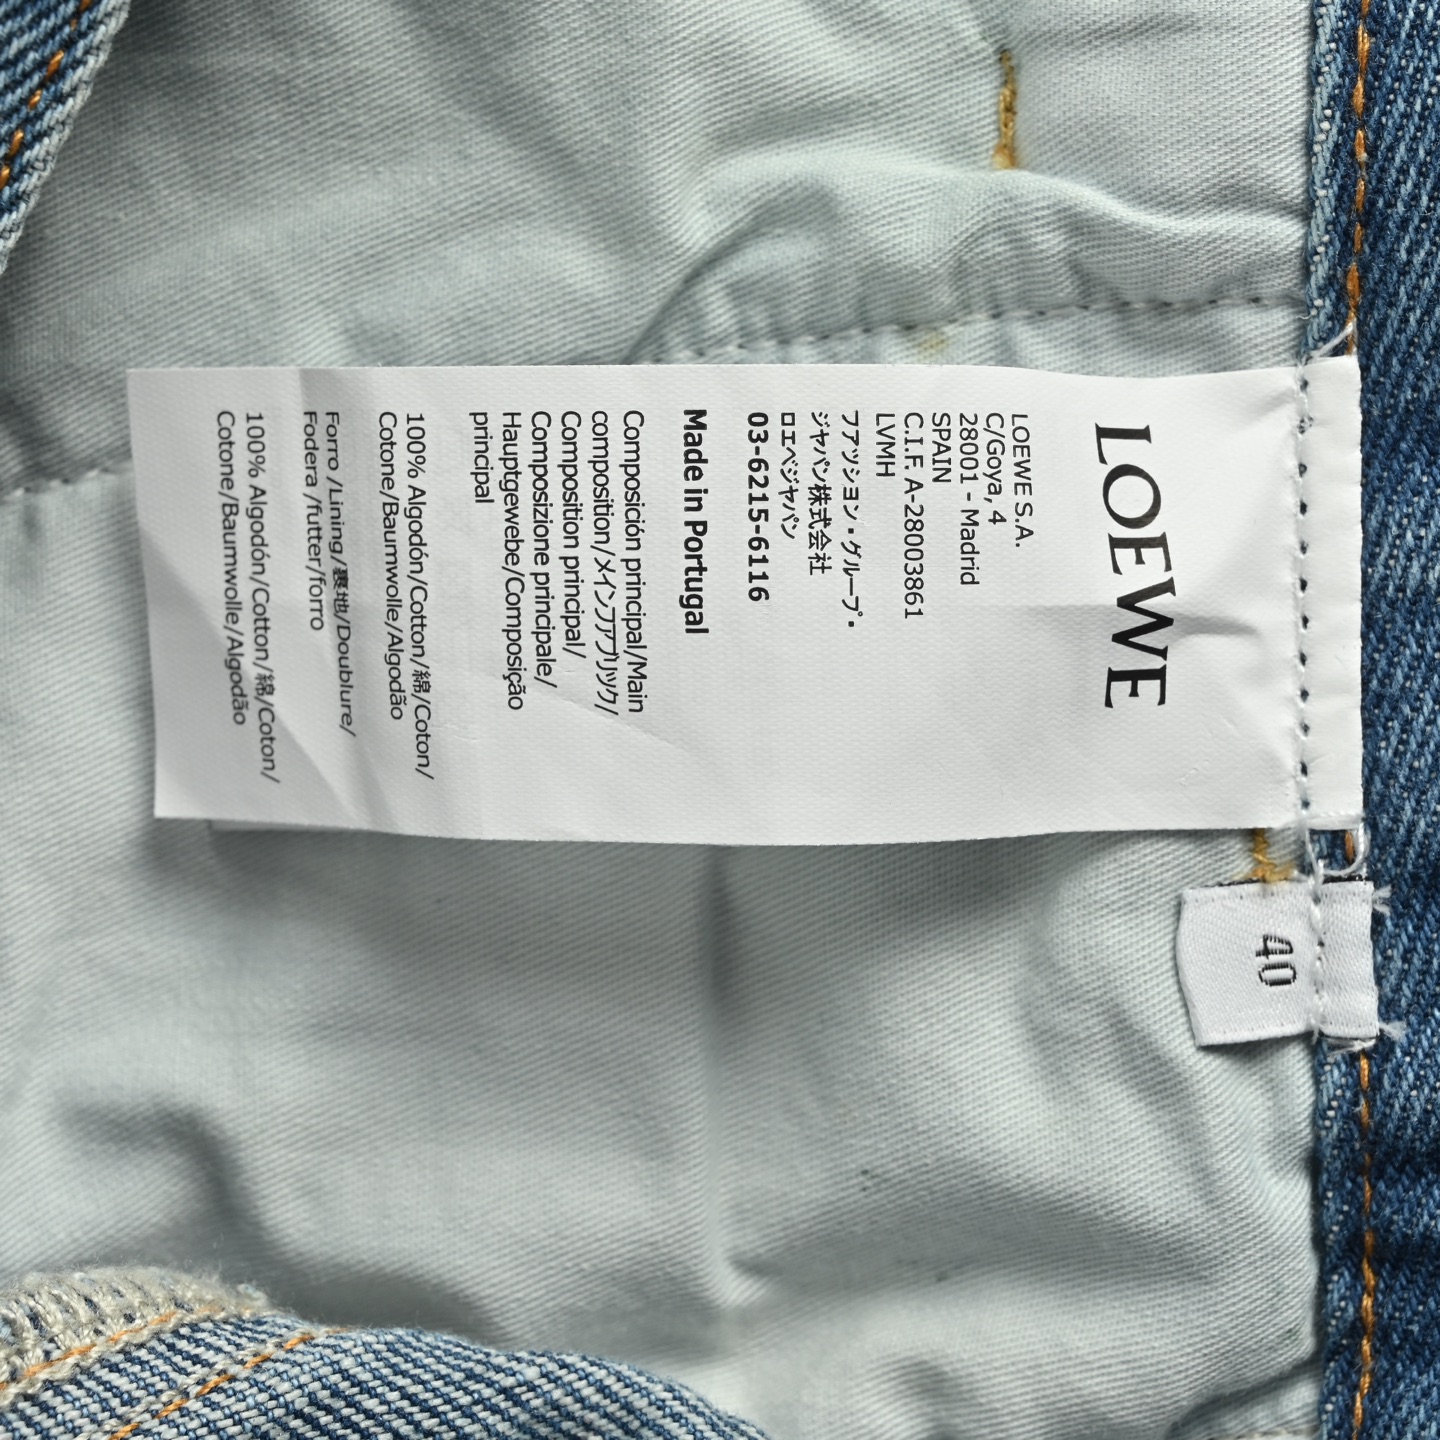 LOEWE
LOEWE S.A.
C/Goya, 4
28001 - Madrid
SPAIN
C.I.F. A-28003861
LVMH
ファッション・グループ・
ジャパン株式会社
ロエベジャパン
03-6215-6116
Made in Portugal
Composición principal/Main
composition/メインファブリック/
Composition principal/
Composizione principale/
Hauptgewebe/Composição
principal
100% Algodón/Cotton/綿/Coton/
Cotone/Baumwolle/Algodão
Forro /Lining/裏地/Doublure/
Fodera /futter/forro
100% Algodón/Cotton/綿/Coton/
Cotone/Baumwolle/Algodão
40